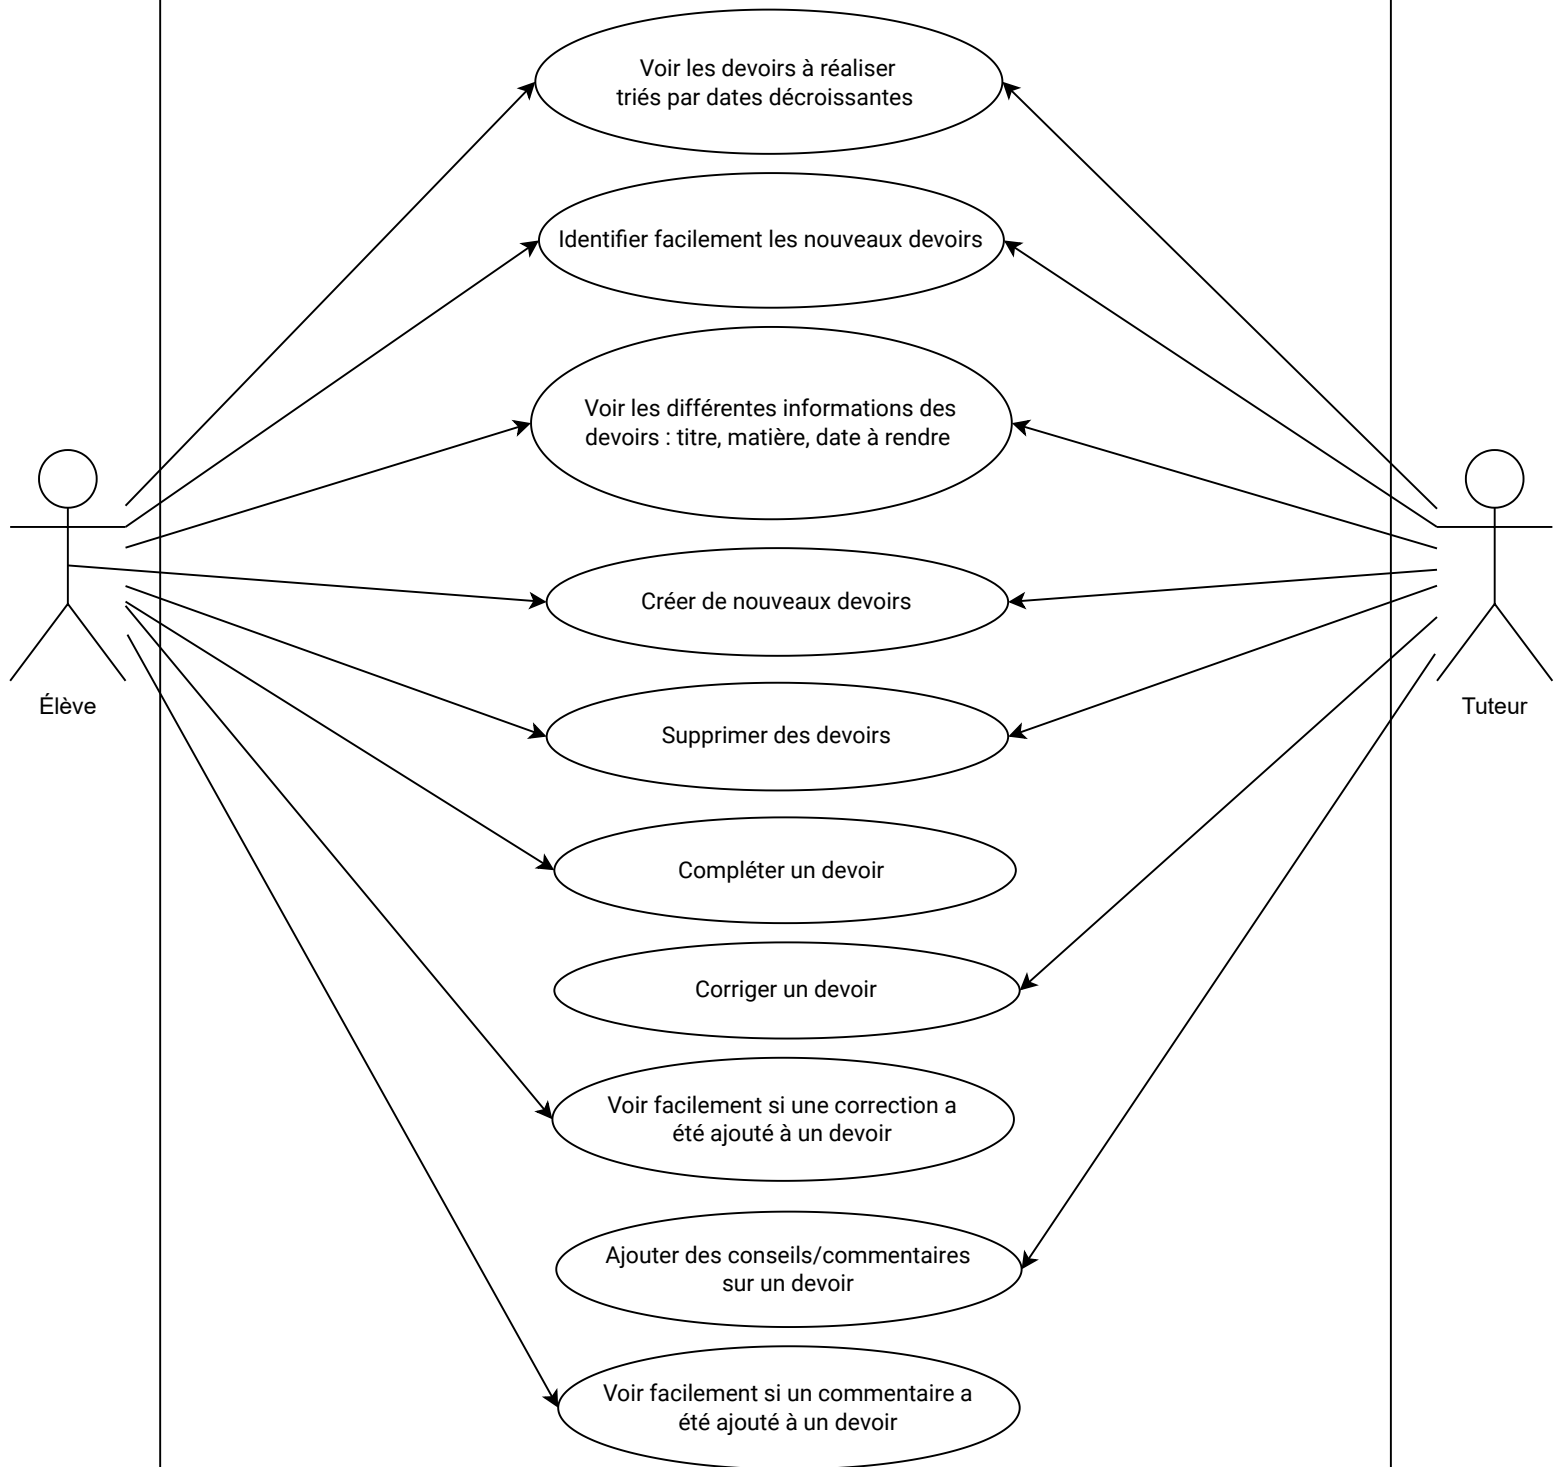 Voir les devoirs à réaliser
triés par dates décroissantes
Identifier facilement les nouveaux devoirs
Voir les différentes informations des
devoirs : titre, matière, date à rendre
Créer de nouveaux devoirs
Élève
Tuteur
Supprimer des devoirs
Compléter un devoir
Corriger un devoir
Voir facilement si une correction a
été ajouté à un devoir
Ajouter des conseils/commentaires
sur un devoir
Voir facilement si un commentaire a
été ajouté à un devoir